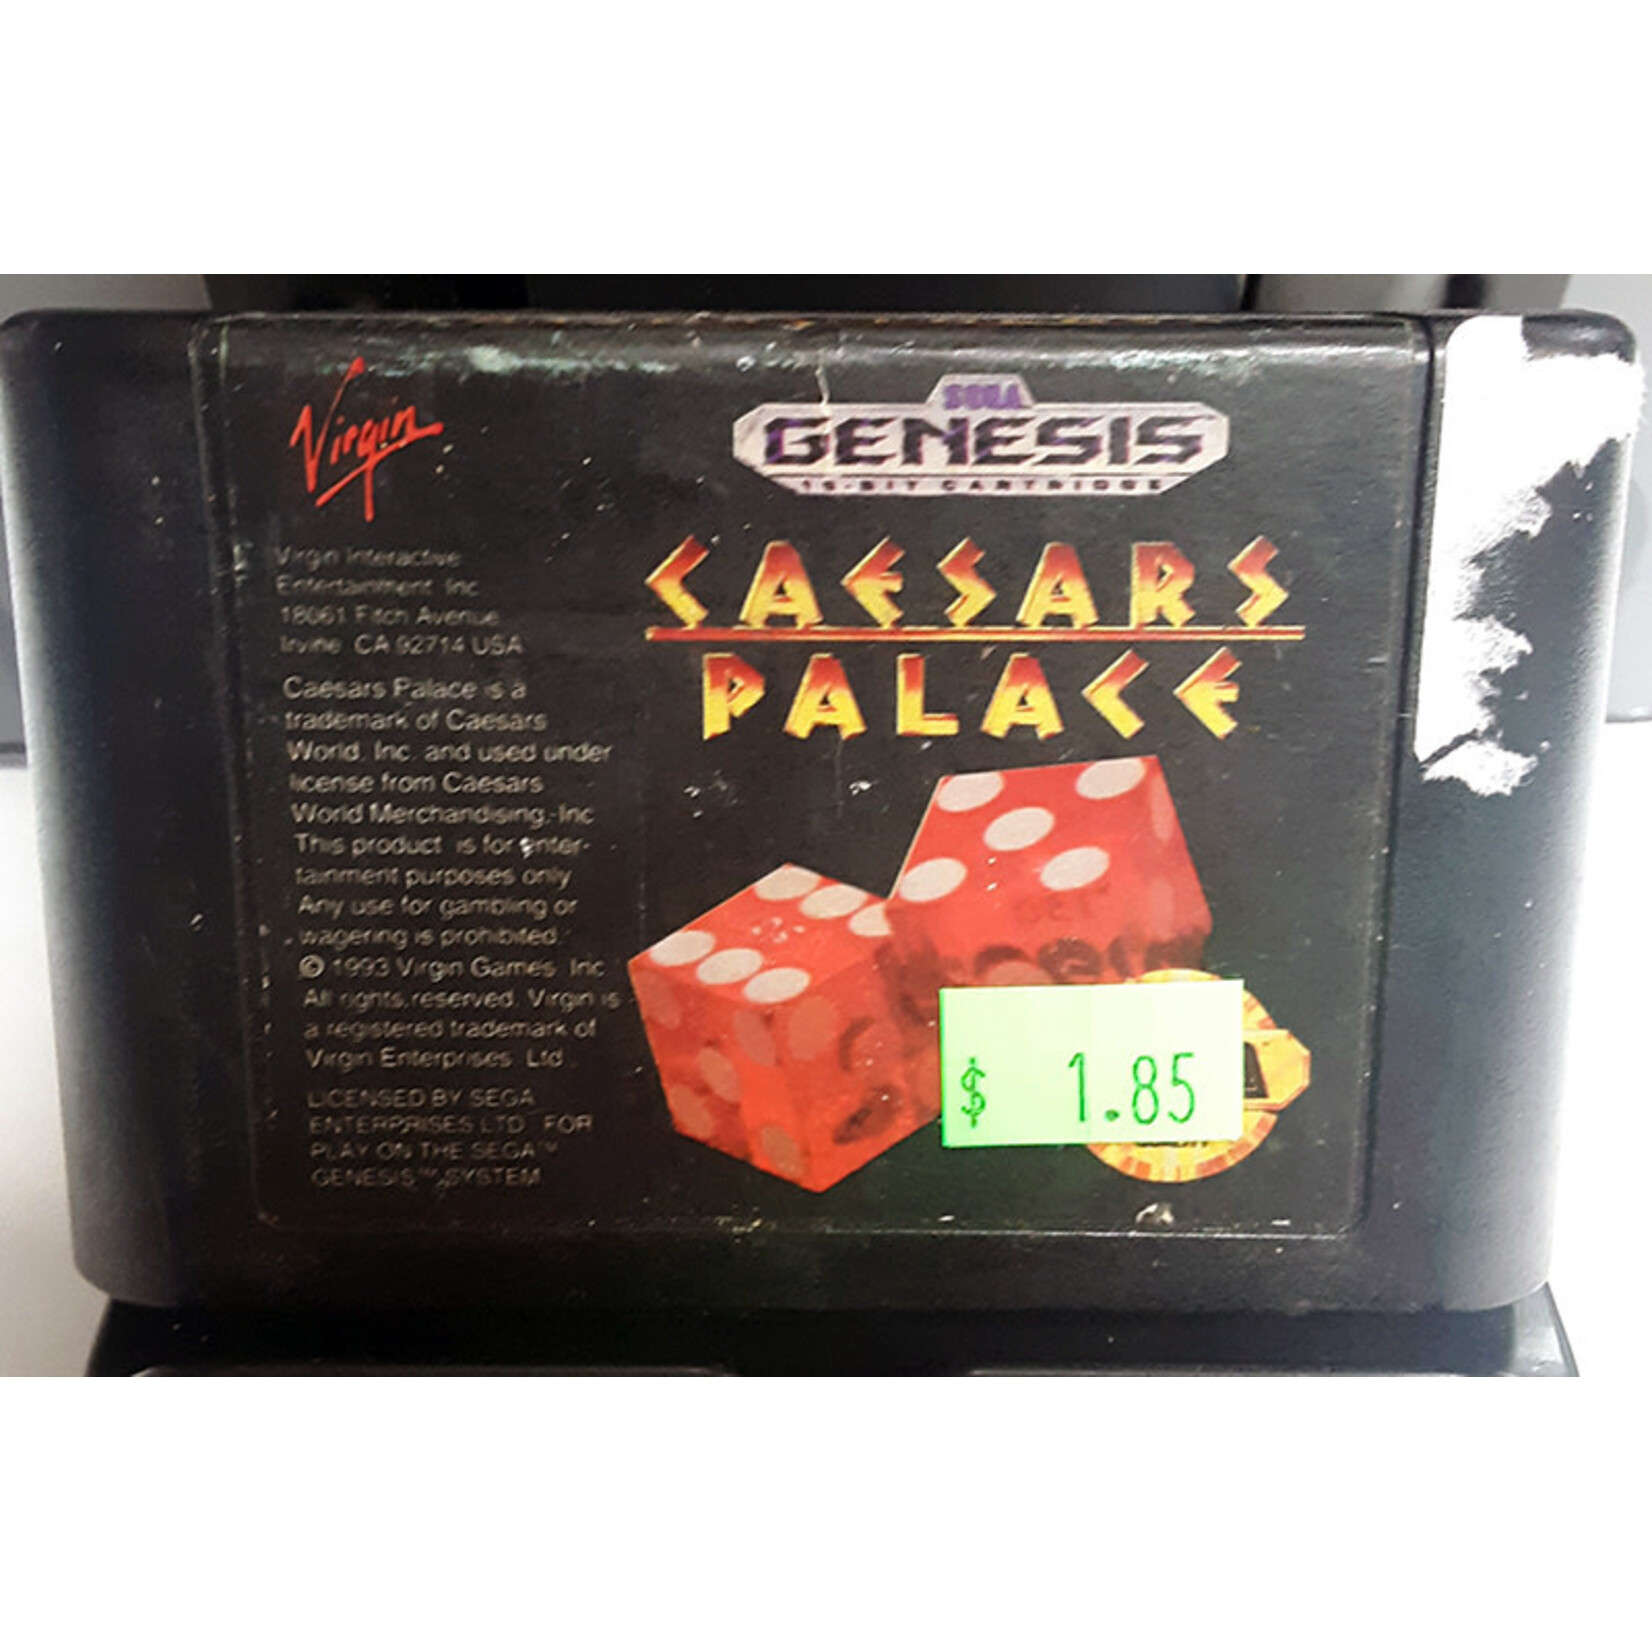 Virgin
SEGA
GENESIS
16-BIT CARTRIDGE
CAESARS
PALACE
Virgin Interactive
Entertainment Inc
18061 Fitch Avenue
Irvine CA 92714 USA
Caesars Palace is a
trademark of Caesars
World, Inc. and used under
license from Caesars
World Merchandising, Inc
This product is for enter-
tainment purposes only
Any use for gambling or
wagering is prohibited.
© 1993 Virgin Games Inc
All rights reserved. Virgin is
a registered trademark of
Virgin Enterprises Ltd.
LICENSED BY SEGA
ENTERPRISES LTD FOR
PLAY ON THE SEGA™
GENESIS™ SYSTEM
$ 1.85